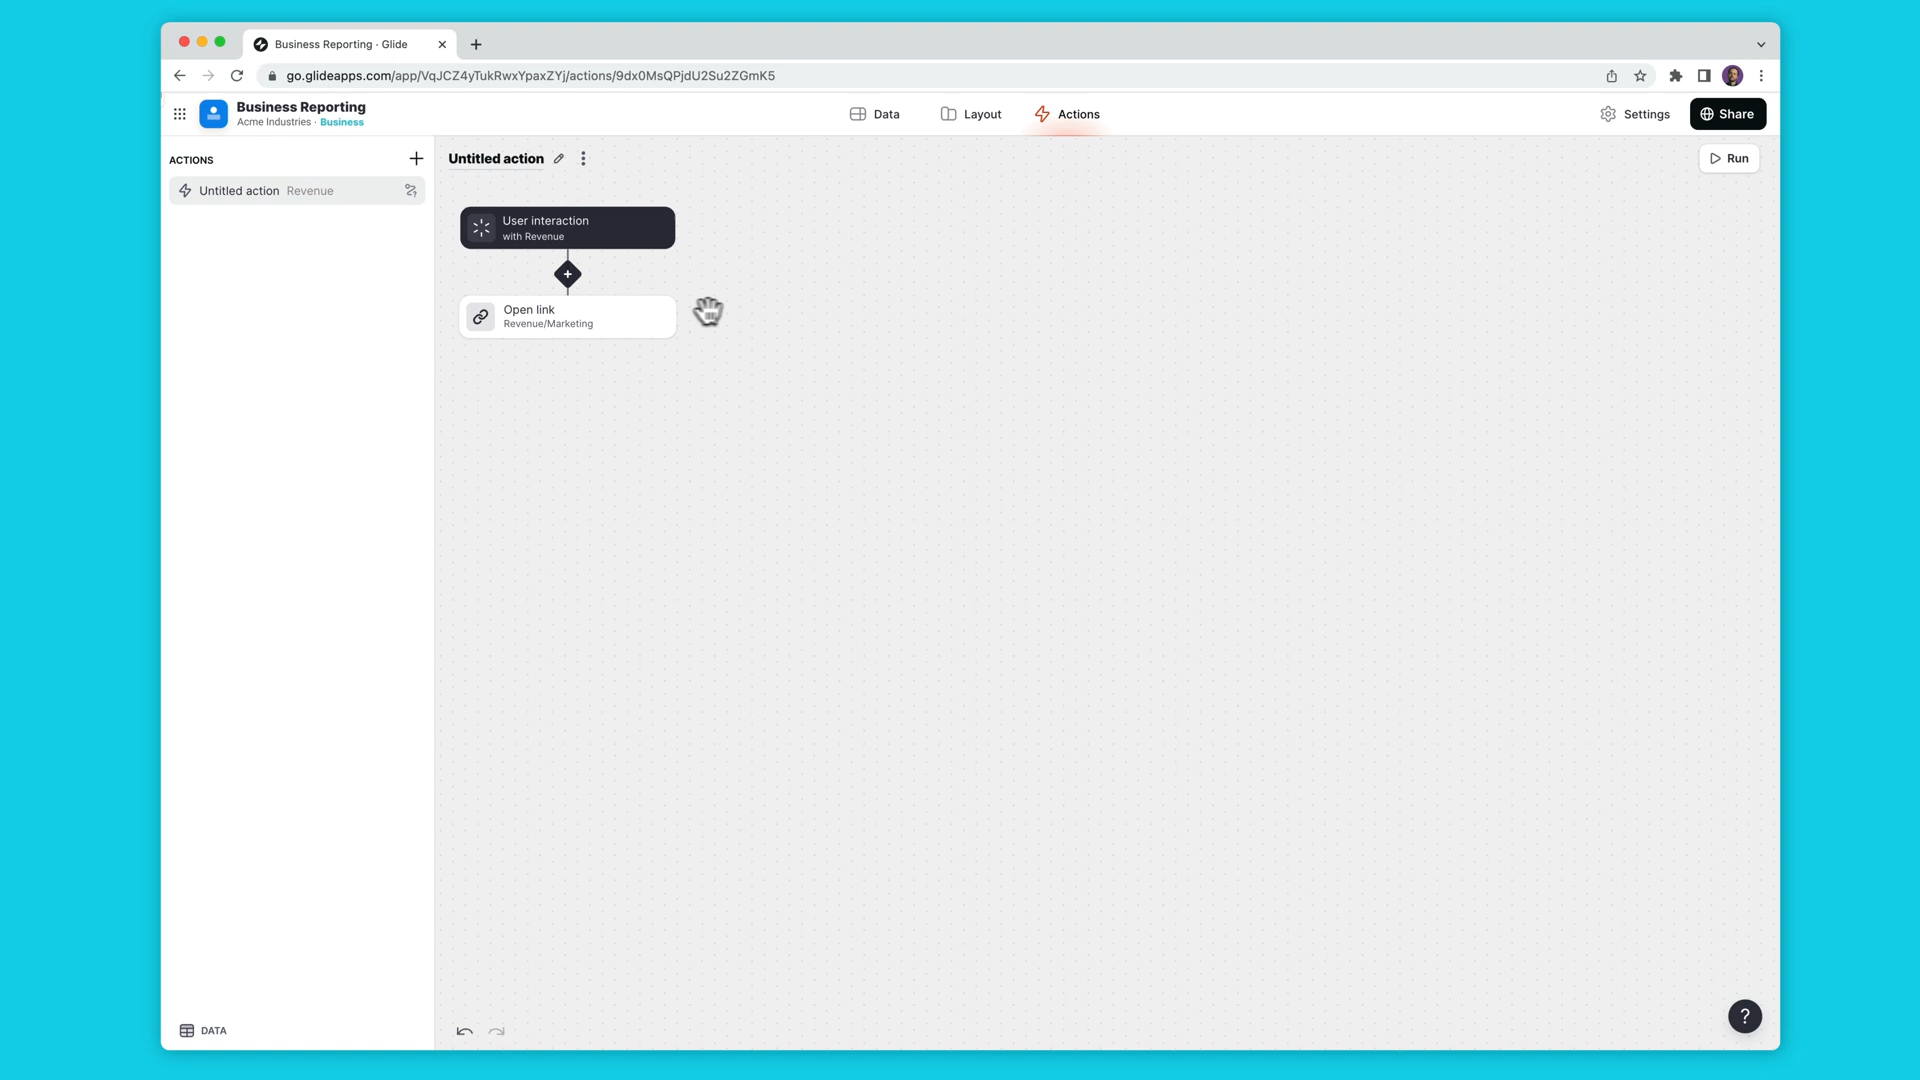 Business Reporting · Glide
go.glideapps.com/app/VqJCZ4yTukRwxYpaxZYj/actions/9dx0MsQPjdU2Su2ZGmK5
Business Reporting
Acme Industries · Business
Data
Layout
Actions
Settings
Share
ACTIONS
Untitled action Revenue
Untitled action
Run
User interaction
with Revenue
Open link
Revenue/Marketing
DATA
?